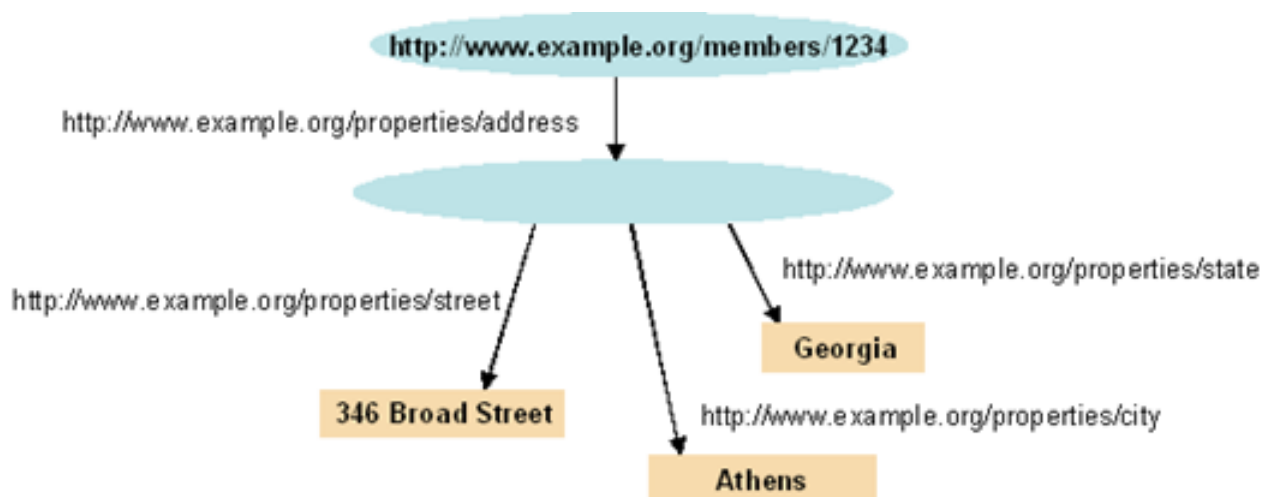 http://www.example.org/members/1234
http://www.example.org/properties/address
http://www.example.org/properties/state
http://www.example.org/properties/street
Georgia
346 Broad Street
http://www.example.org/properties/city
Athens